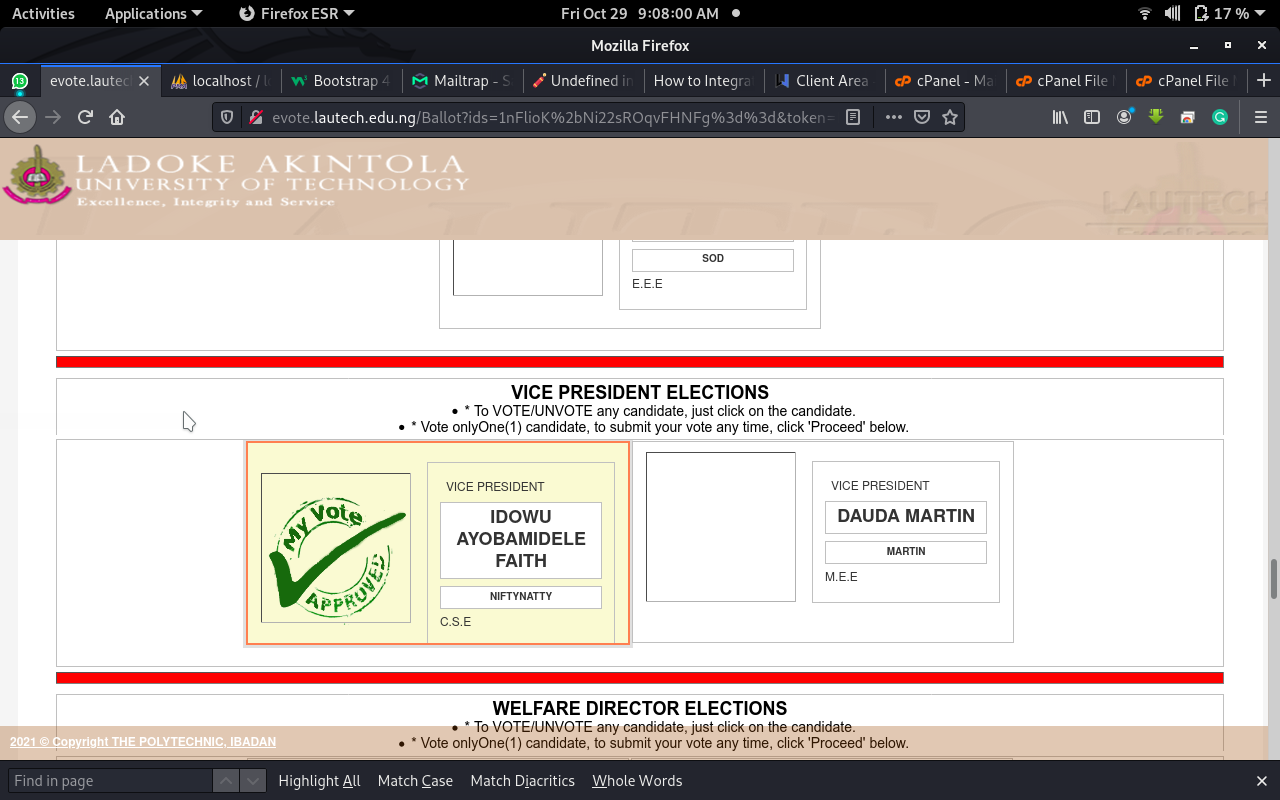 Activities Applications Firefox ESR Fri Oct 29 9:08:00 AM 17 %
Mozilla Firefox
13 evote.lautec localhost / l Bootstrap 4 Mailtrap - S Undefined in How to Integra Client Area cPanel - Ma cPanel File M cPanel File M
evote.lautech.edu.ng/Ballot?ids=1nFlioK%2bNi22sROqvFHNFg%3d%3d&token=
LADOKE AKINTOLA
UNIVERSITY OF TECHNOLOGY
Excellence, Integrity and Service
LAUTECH
SOD
E.E.E
VICE PRESIDENT ELECTIONS
• * To VOTE/UNVOTE any candidate, just click on the candidate.
• * Vote onlyOne(1) candidate, to submit your vote any time, click 'Proceed' below.
My Vote
APPROVED
VICE PRESIDENT
IDOWU
AYOBAMIDELE
FAITH
NIFTYNATTY
C.S.E
VICE PRESIDENT
DAUDA MARTIN
MARTIN
M.E.E
WELFARE DIRECTOR ELECTIONS
• * To VOTE/UNVOTE any candidate, just click on the candidate.
• * Vote onlyOne(1) candidate, to submit your vote any time, click 'Proceed' below.
2021 © Copyright THE POLYTECHNIC, IBADAN
Find in page Highlight All Match Case Match Diacritics Whole Words